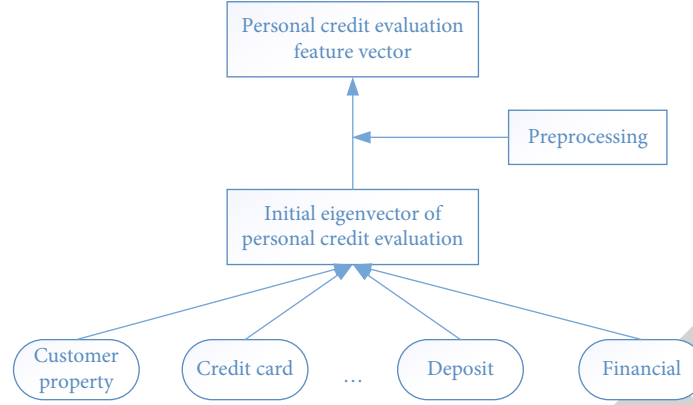 Personal credit evaluation
feature vector
Preprocessing
Initial eigenvector of
personal credit evaluation
Customer
property
Credit card
...
Deposit
Financial